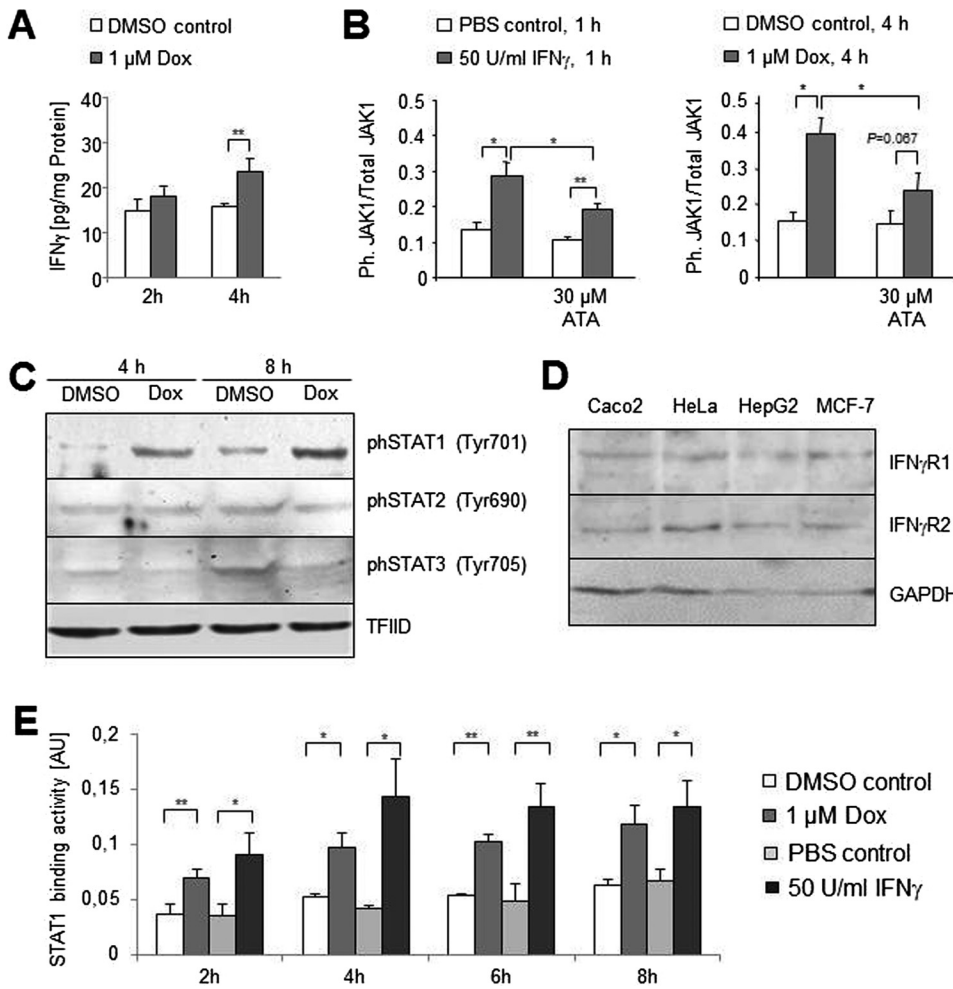 A
DMSO control
1 µM Dox
IFNγ [pg/mg Protein]
40
30
20
10
0
**
2h
4h
B
PBS control, 1 h
50 U/ml IFNγ, 1 h
Ph. JAK1/Total JAK1
0.5
0.4
0.3
0.2
0.1
0
*
*
**
30 µM
ATA
DMSO control, 4 h
1 µM Dox, 4 h
Ph. JAK1/Total JAK1
0.5
0.4
0.3
0.2
0.1
0
*
*
P=0.067
30 µM
ATA
C
4 h
8 h
DMSO
Dox
DMSO
Dox
phSTAT1 (Tyr701)
phSTAT2 (Tyr690)
phSTAT3 (Tyr705)
TFIID
D
Caco2
HeLa
HepG2
MCF-7
IFNγR1
IFNγR2
GAPDH
E
STAT1 binding activity [AU]
0,2
0,15
0,1
0,05
0
**
*
*
*
**
**
*
*
2h
4h
6h
8h
DMSO control
1 µM Dox
PBS control
50 U/ml IFNγ